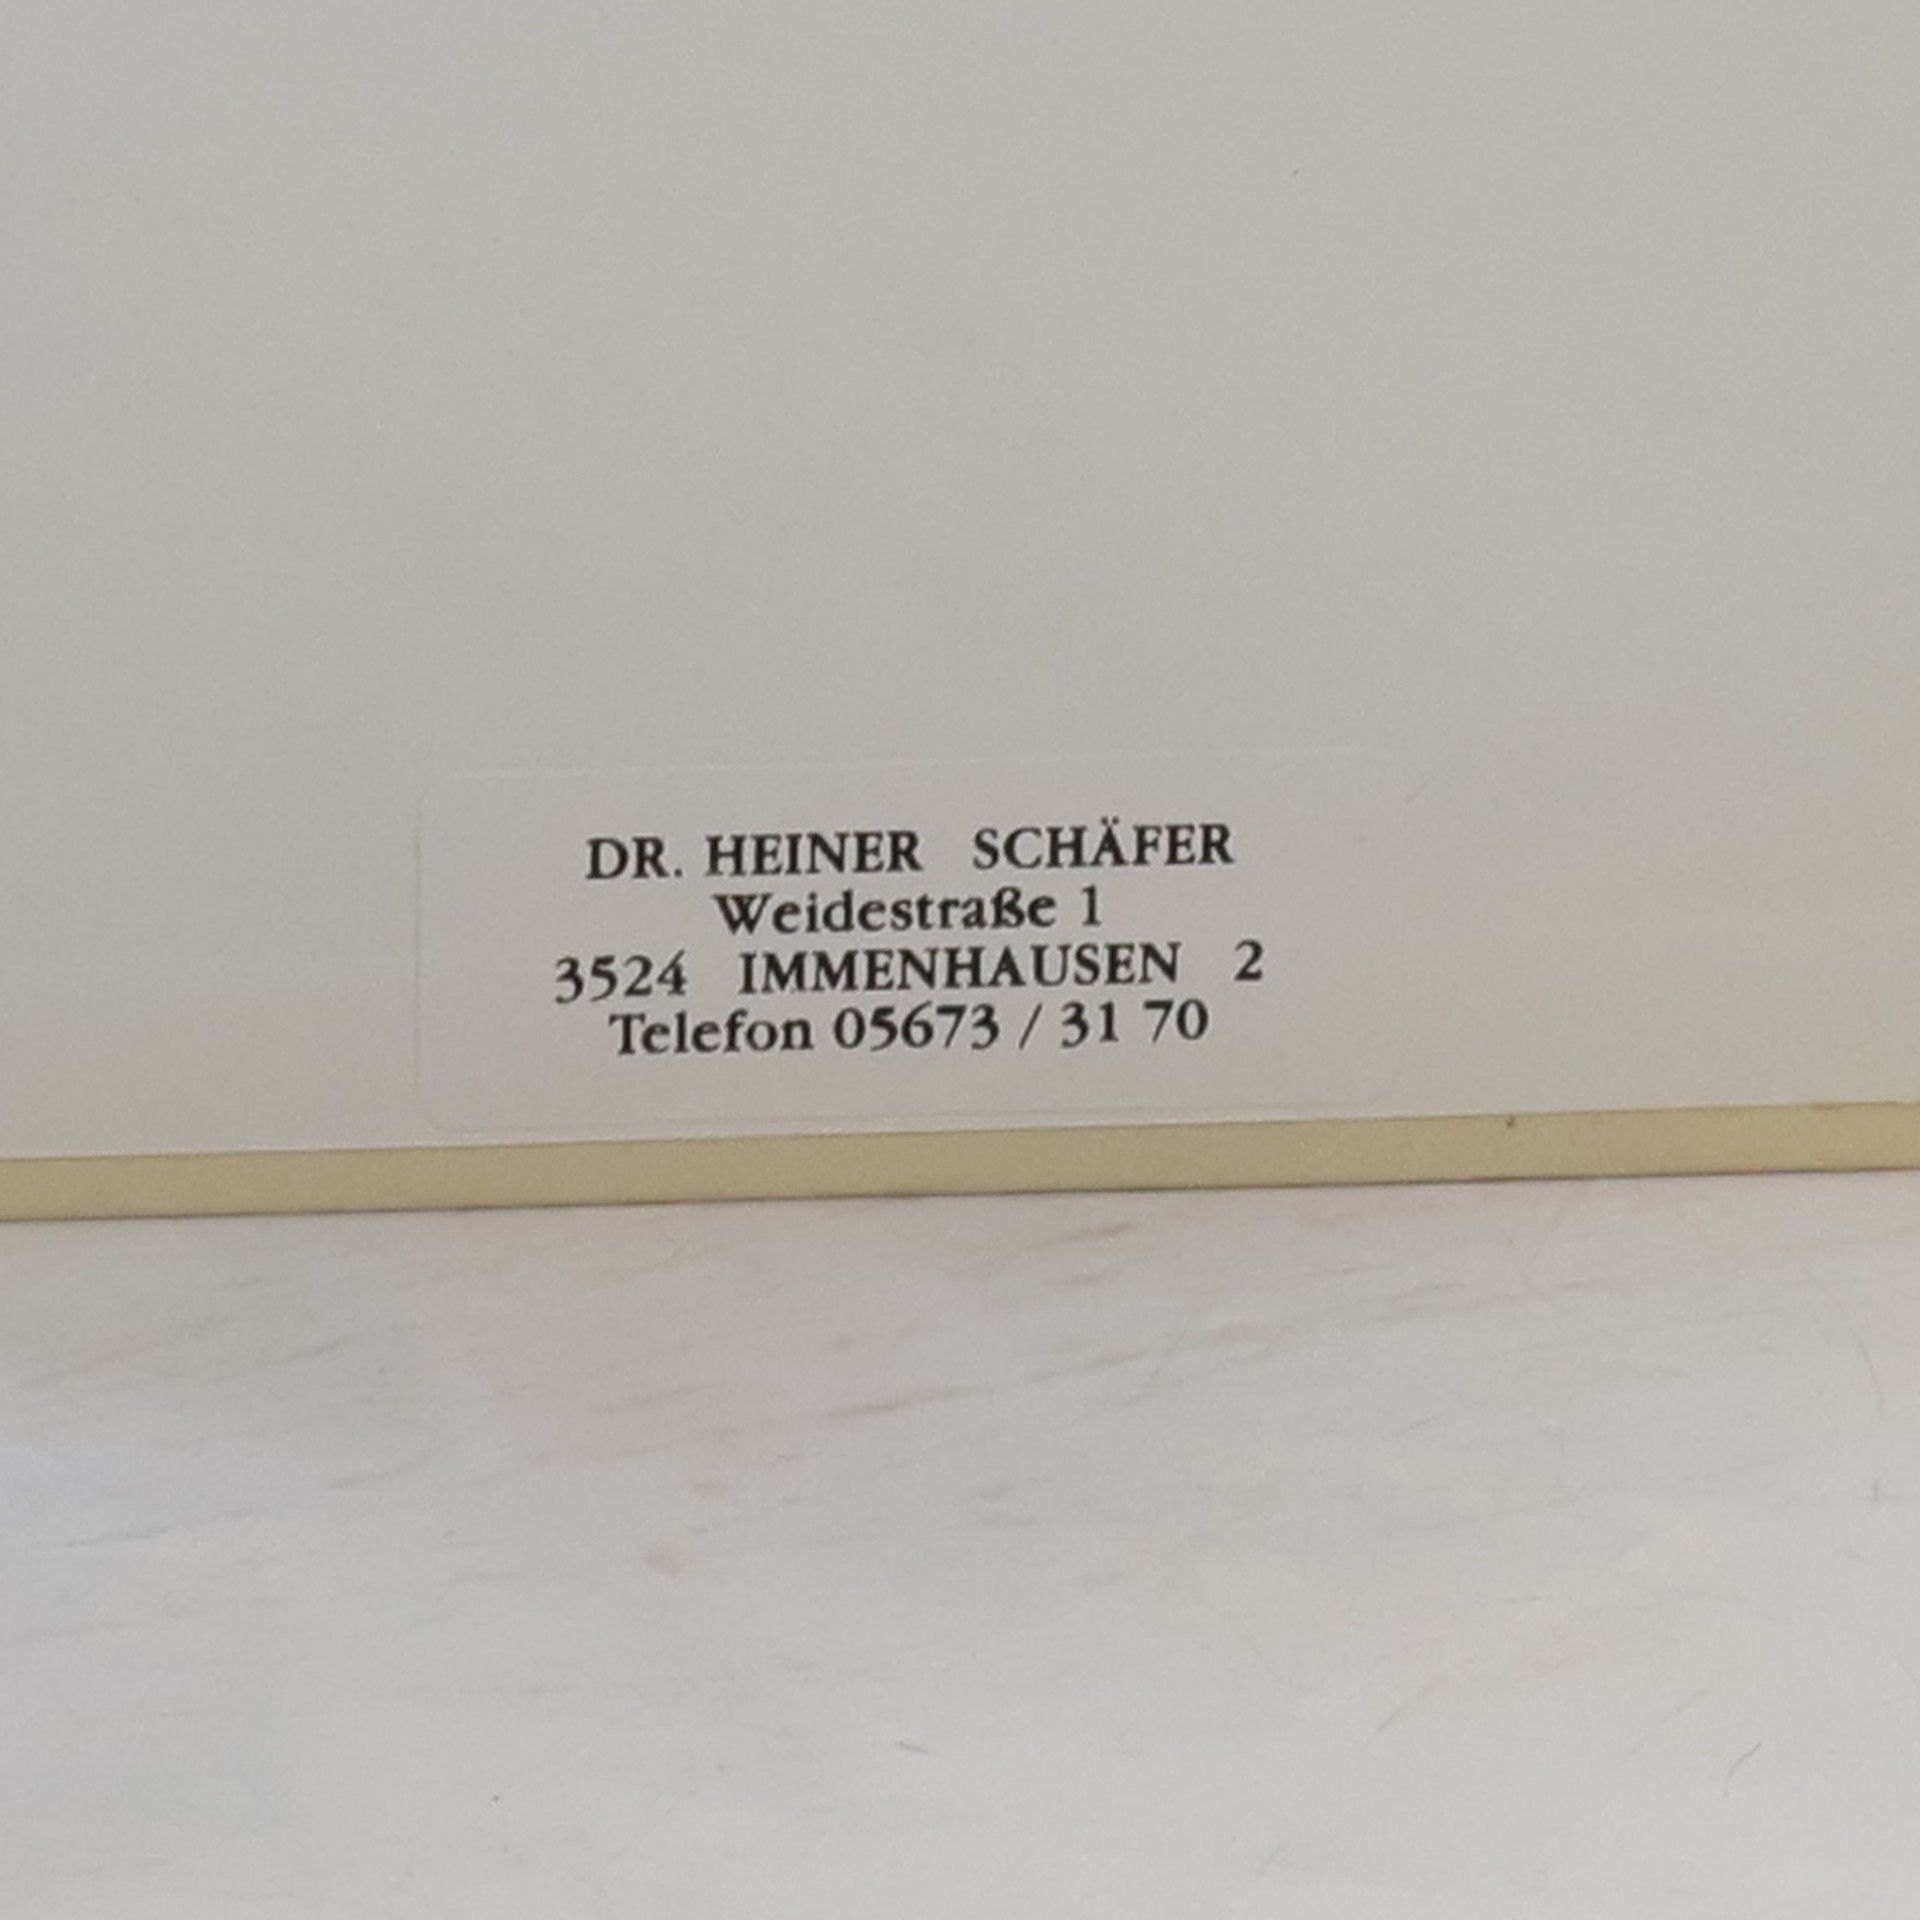 DR. HEINER SCHÄFER
Weidestraße 1
3524 IMMENHAUSEN 2
Telefon 05673 / 31 70